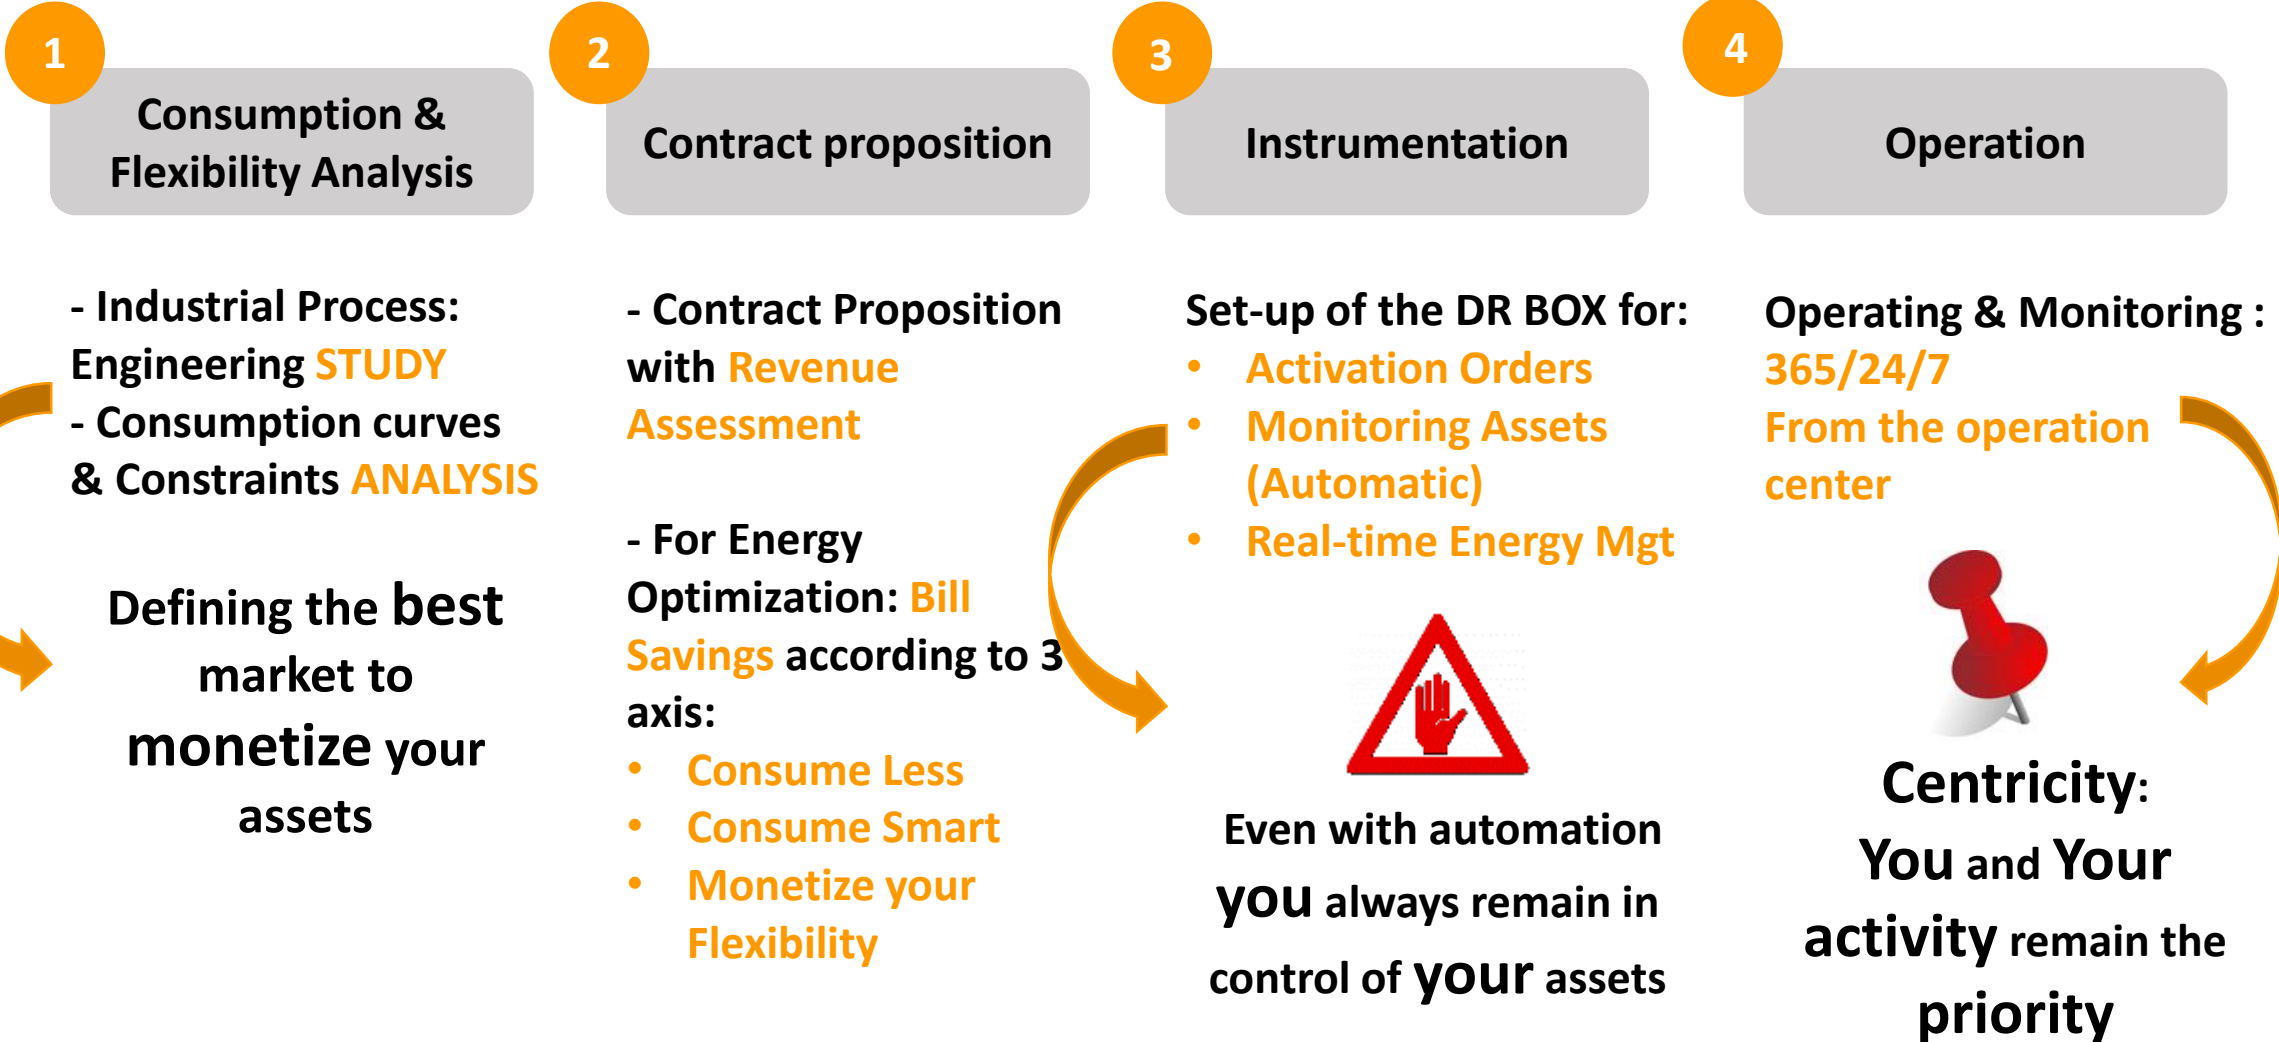 1
Consumption &
Flexibility Analysis
- Industrial Process:
Engineering STUDY
- Consumption curves
& Constraints ANALYSIS
Defining the best
market to
monetize your
assets
2
Contract proposition
- Contract Proposition
with Revenue
Assessment
- For Energy
Optimization: Bill
Savings according to 3
axis:
• Consume Less
• Consume Smart
• Monetize your
Flexibility
3
Instrumentation
Set-up of the DR BOX for:
• Activation Orders
• Monitoring Assets
(Automatic)
• Real-time Energy Mgt
Even with automation
you always remain in
control of your assets
4
Operation
Operating & Monitoring :
365/24/7
From the operation
center
Centricity:
You and Your
activity remain the
priority